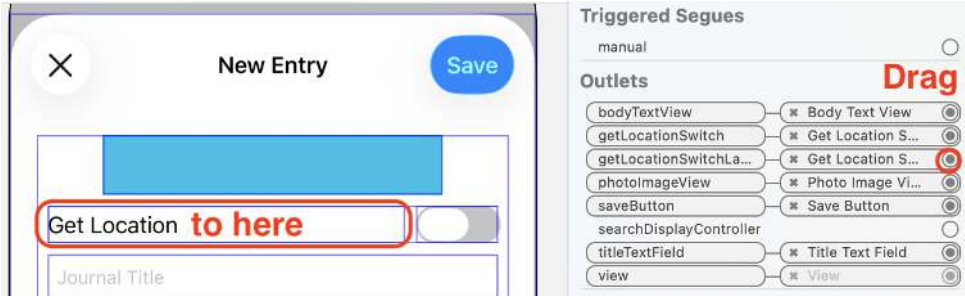 New Entry
Save
Get Location to here
Journal Title
Triggered Segues
manual
Outlets
Drag
bodyTextView Body Text View
getLocationSwitch Get Location S...
getLocationSwitchLa... Get Location S...
photoImageView Photo Image Vi...
saveButton Save Button
searchDisplayController
titleTextField Title Text Field
view View